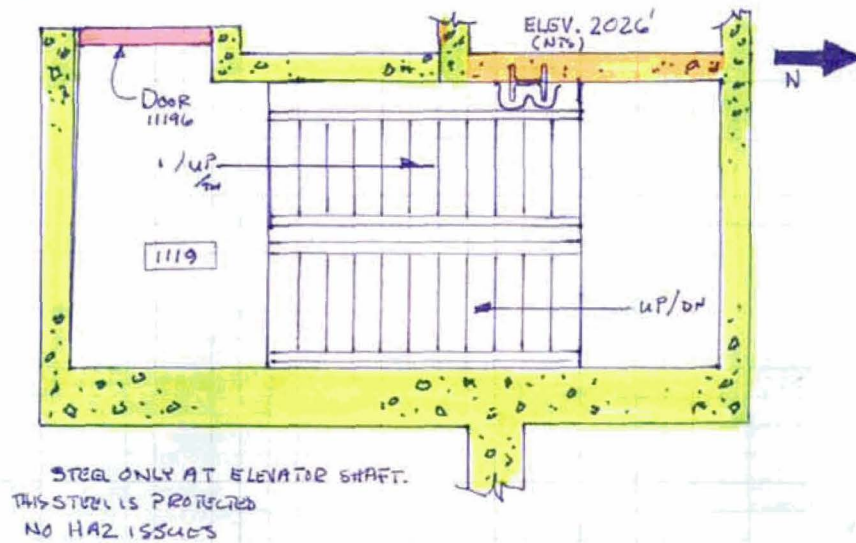 ELEV. 2026'
(NTS)
N
DOOR
11196
/UP
1119
UP/DN
STEEL ONLY AT ELEVATOR SHAFT.
THIS STEEL IS PROTECTED
NO HAZ ISSUES